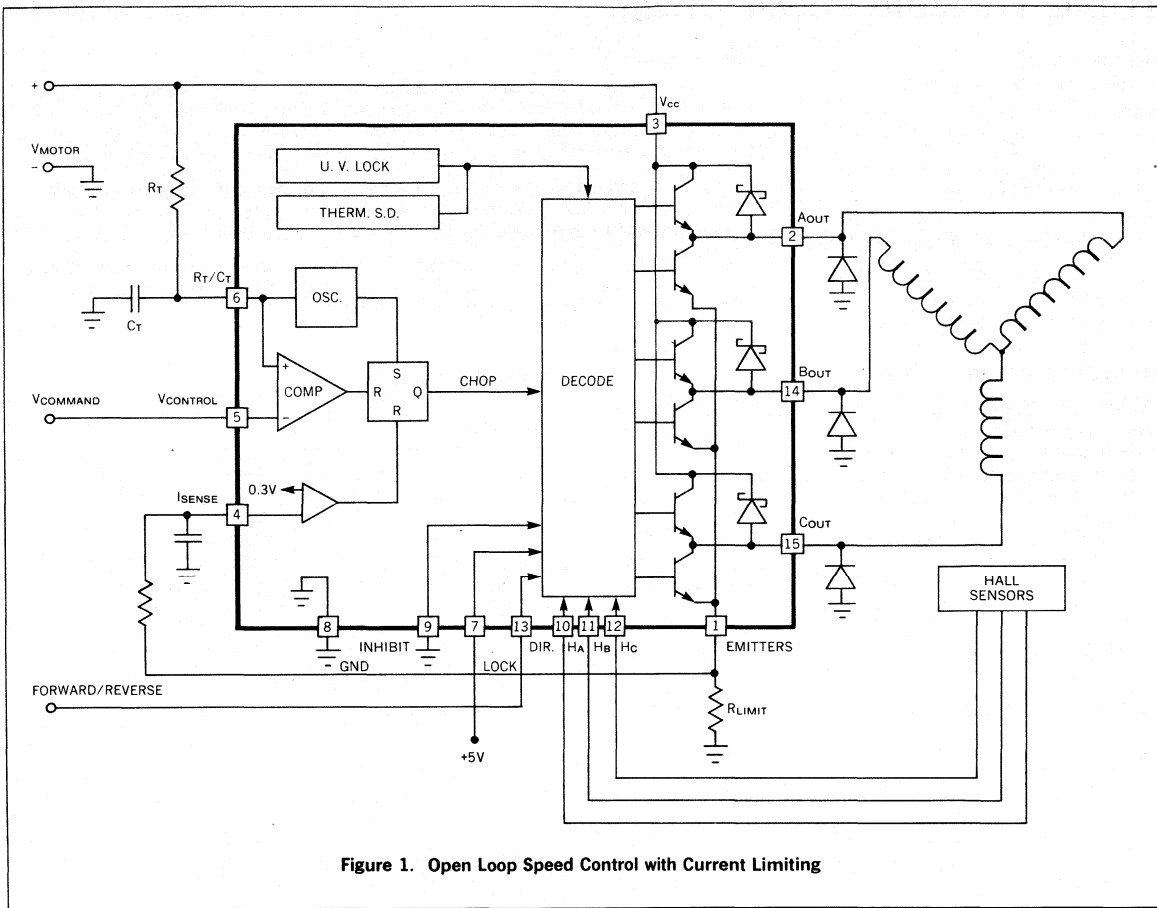 +
Vcc
3
VMOTOR
-
RT
U. V. LOCK
THERM. S.D.
AOUT
2
RT/CT
6
OSC.
CT
+
COMP
-
S
R Q
R
CHOP
DECODE
BOUT
14
VCOMMAND
VCONTROL
5
0.3V
ISENSE
4
COUT
15
HALL
SENSORS
8
9
7
13
10
11
12
1
INHIBIT
GND
LOCK
DIR.
HA
HB
HC
EMITTERS
FORWARD/REVERSE
RLIMIT
+5V
Figure 1. Open Loop Speed Control with Current Limiting